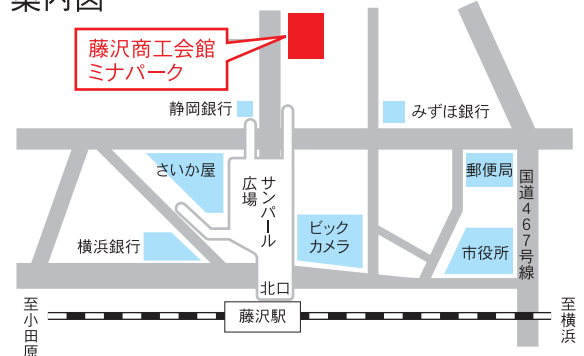 案内図
藤沢商工会館
ミナパーク
静岡銀行
みずほ銀行
さいか屋
サンパール
広場
郵便局
国道467号線
横浜銀行
ビック
カメラ
市役所
北口
藤沢駅
至小田原
至横浜